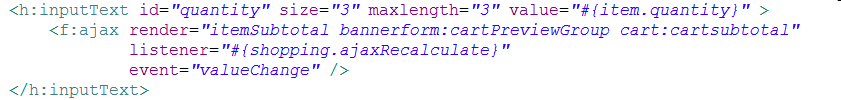 <h:inputText id="quantity" size="3" maxlength="3" value="#{item.quantity}" >
<f:ajax render="itemSubtotal bannerform:cartPreviewGroup cart:cartsubtotal"
listener="#{shopping.ajaxRecalculate}"
event="valueChange" />
</h:inputText>